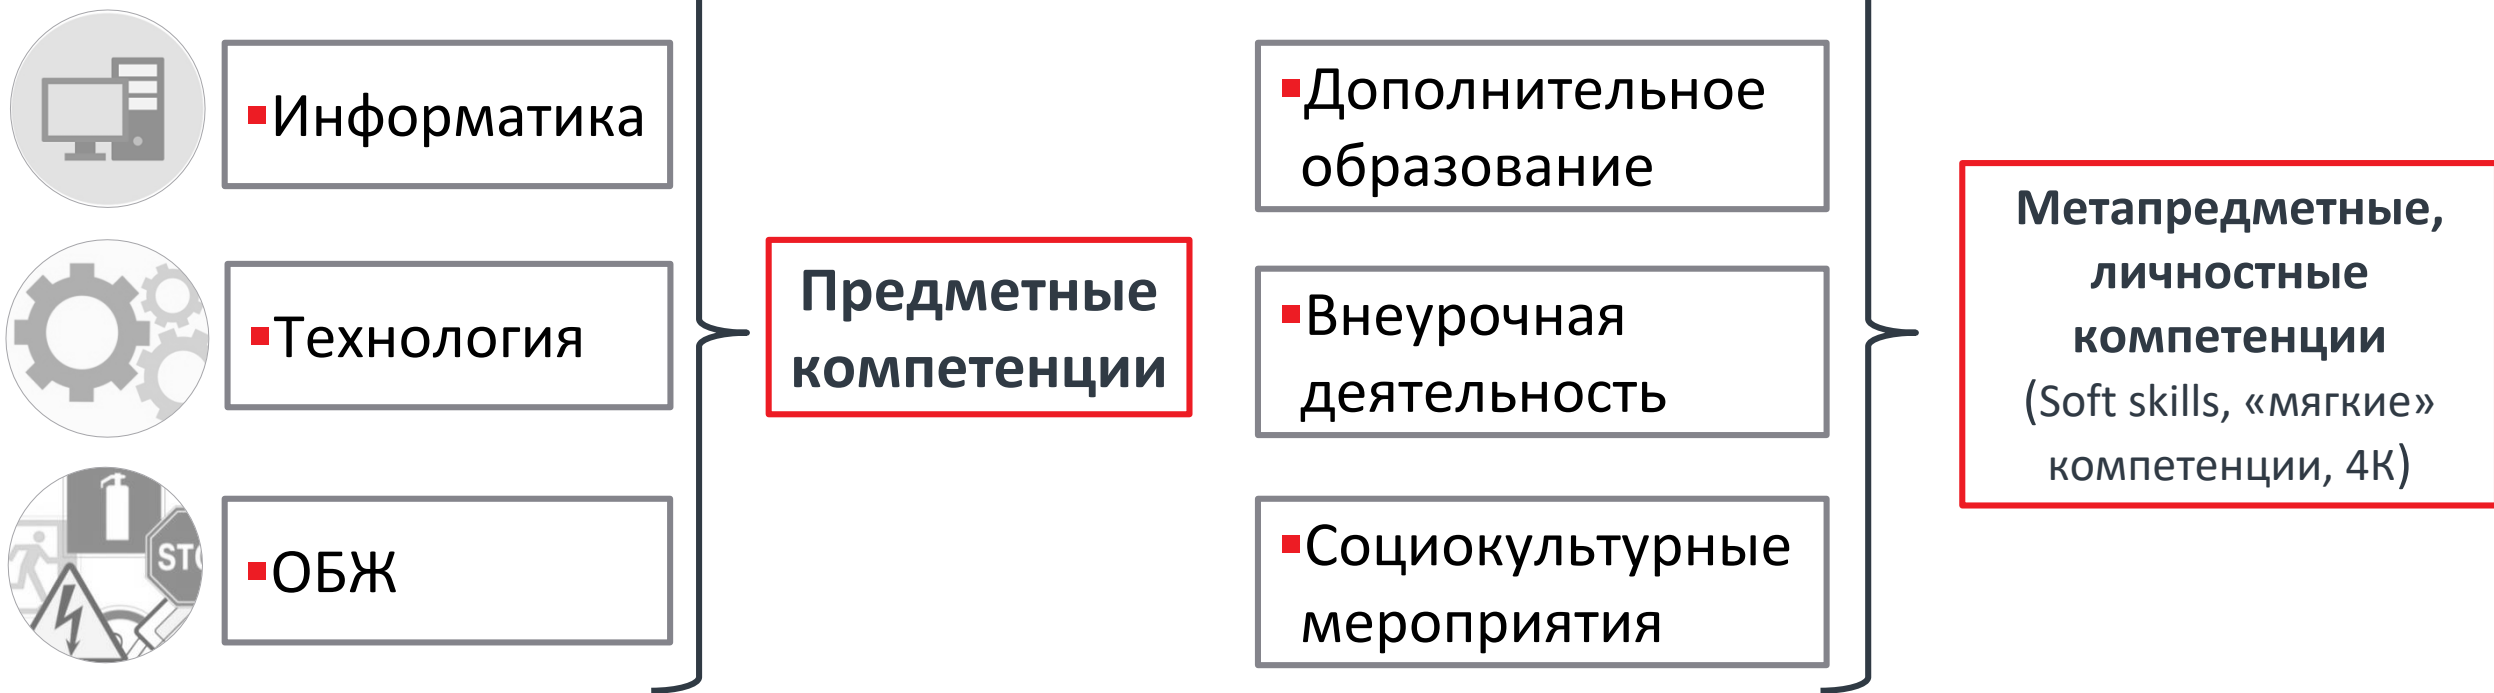 Информатика
Технология
STO
ОБЖ
Предметные
компетенции
Дополнительное
образование
Внеурочная
деятельность
Социокультурные
мероприятия
Метапредметные,
личностные
компетенции
(Soft skills, «мягкие»
компетенции, 4К)